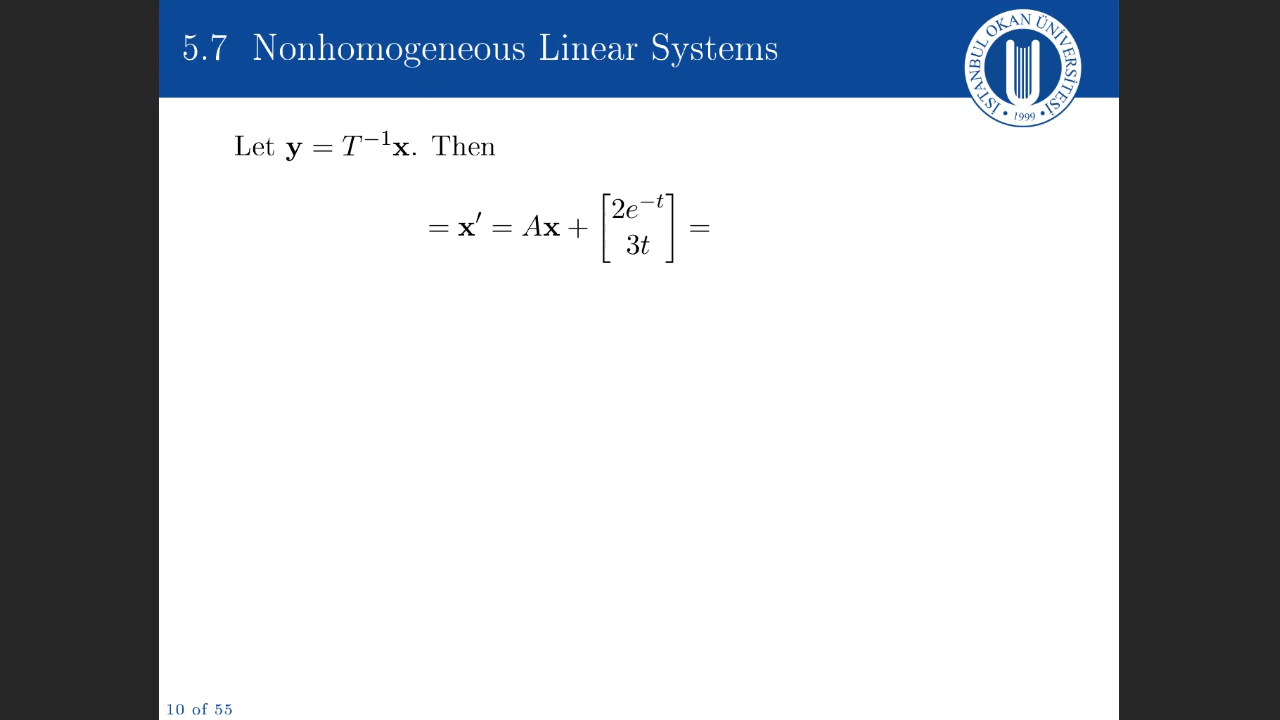 5.7 Nonhomogeneous Linear Systems
İSTANBUL OKAN ÜNİVERSİTESİ
• 1999 •
Let y = T⁻¹x. Then
= x′ = Ax + [2e⁻ᵗ
3t] =
10 of 55